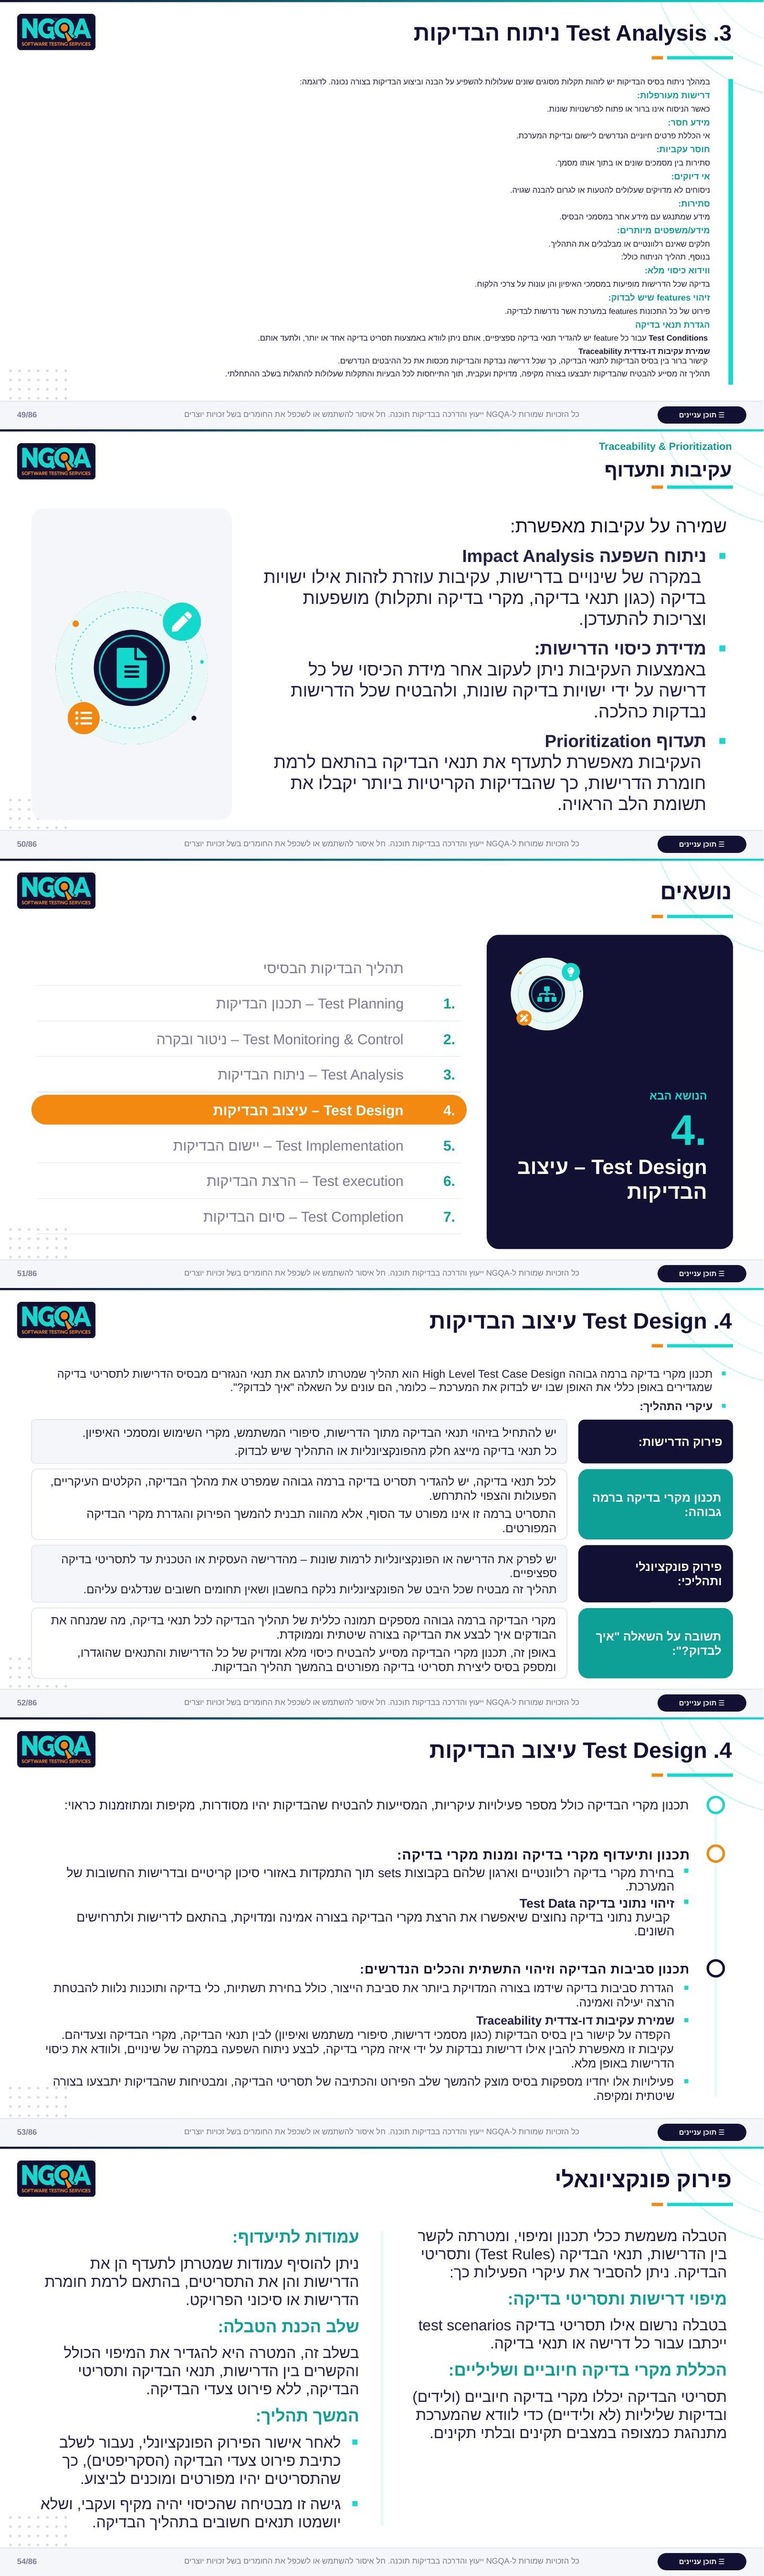 3. Test Analysis ניתוח הבדיקות
NGQA
SOFTWARE TESTING SERVICES
במהלך ניתוח בסיס הבדיקות יש לזהות תקלות מסוגים שונים שעלולות להשפיע על הבנה וביצוע הבדיקות בצורה נכונה. לדוגמה:
דרישות מעורפלות:
כאשר הניסוח אינו ברור או פתוח לפרשנויות שונות.
מידע חסר:
אי הכללת פרטים חיוניים הנדרשים ליישום ובדיקת המערכת.
חוסר עקביות:
סתירות בין מסמכים שונים או בתוך אותו מסמך.
אי דיוקים:
ניסוחים לא מדויקים שעלולים להטעות או לגרום להבנה שגויה.
סתירות:
מידע שמתנגש עם מידע אחר במסמכי הבסיס.
מידע/משפטים מיותרים:
חלקים שאינם רלוונטיים או מבלבלים את התהליך.
בנוסף, תהליך הניתוח כולל:
ווידוא כיסוי מלא:
בדיקה שכל הדרישות מופיעות במסמכי האיפיון והן עונות על צרכי הלקוח.
זיהוי features שיש לבדוק:
פירוט של כל התכונות features במערכת אשר נדרשות לבדיקה.
הגדרת תנאי בדיקה
Test Conditions עבור כל feature יש להגדיר תנאי בדיקה ספציפיים, אותם ניתן לוודא באמצעות תסריט בדיקה אחד או יותר, ולתעד אותם.
שמירת עקיבות דו-צדדית Traceability
קישור ברור בין בסיס הבדיקות לתנאי הבדיקה, כך שכל דרישה נבדקת והבדיקות מכסות את כל ההיבטים הנדרשים.
תהליך זה מסייע להבטיח שהבדיקות יתבצעו בצורה מקיפה, מדויקת ועקבית, תוך התייחסות לכל הבעיות והתקלות שעלולות להתגלות בשלב ההתחלתי.
☰ תוכן עניינים
כל הזכויות שמורות ל-NGQA ייעוץ והדרכה בבדיקות תוכנה. חל איסור להשתמש או לשכפל את החומרים בשל זכויות יוצרים
49/86
Traceability & Prioritization
עקיבות ותעדוף
NGQA
SOFTWARE TESTING SERVICES
שמירה על עקיבות מאפשרת:
ניתוח השפעה Impact Analysis
במקרה של שינויים בדרישות, עקיבות עוזרת לזהות אילו ישויות
בדיקה (כגון תנאי בדיקה, מקרי בדיקה ותקלות) מושפעות
וצריכות להתעדכן.
מדידת כיסוי הדרישות:
באמצעות העקיבות ניתן לעקוב אחר מידת הכיסוי של כל
דרישה על ידי ישויות בדיקה שונות, ולהבטיח שכל הדרישות
נבדקות כהלכה.
תעדוף Prioritization
העקיבות מאפשרת לתעדף את תנאי הבדיקה בהתאם לרמת
חומרת הדרישות, כך שהבדיקות הקריטיות ביותר יקבלו את
תשומת הלב הראויה.
☰ תוכן עניינים
כל הזכויות שמורות ל-NGQA ייעוץ והדרכה בבדיקות תוכנה. חל איסור להשתמש או לשכפל את החומרים בשל זכויות יוצרים
50/86
נושאים
NGQA
SOFTWARE TESTING SERVICES
הנושא הבא
4.
Test Design – עיצוב
הבדיקות
תהליך הבדיקות הבסיסי
1. Test Planning – תכנון הבדיקות
2. Test Monitoring & Control – ניטור ובקרה
3. Test Analysis – ניתוח הבדיקות
4. Test Design – עיצוב הבדיקות
5. Test Implementation – יישום הבדיקות
6. Test execution – הרצת הבדיקות
7. Test Completion – סיום הבדיקות
☰ תוכן עניינים
כל הזכויות שמורות ל-NGQA ייעוץ והדרכה בבדיקות תוכנה. חל איסור להשתמש או לשכפל את החומרים בשל זכויות יוצרים
51/86
4. Test Design עיצוב הבדיקות
NGQA
SOFTWARE TESTING SERVICES
תכנון מקרי בדיקה ברמה גבוהה High Level Test Case Design הוא תהליך שמטרתו לתרגם את תנאי הנגזרים מבסיס הדרישות לתסריטי בדיקה
שמגדירים באופן כללי את האופן שבו יש לבדוק את המערכת – כלומר, הם עונים על השאלה "איך לבדוק?".
עיקרי התהליך:
פירוק הדרישות:
יש להתחיל בזיהוי תנאי הבדיקה מתוך הדרישות, סיפורי המשתמש, מקרי השימוש ומסמכי האיפיון.
כל תנאי בדיקה מייצג חלק מהפונקציונליות או התהליך שיש לבדוק.
תכנון מקרי בדיקה ברמה
גבוהה:
לכל תנאי בדיקה, יש להגדיר תסריט בדיקה ברמה גבוהה שמפרט את מהלך הבדיקה, הקלטים העיקריים,
הפעולות והצפוי להתרחש.
התסריט ברמה זו אינו מפורט עד הסוף, אלא מהווה תבנית להמשך הפירוק והגדרת מקרי הבדיקה
המפורטים.
פירוק פונקציונלי
ותהליכי:
יש לפרק את הדרישה או הפונקציונליות לרמות שונות – מהדרישה העסקית או הטכנית עד לתסריטי בדיקה
ספציפיים.
תהליך זה מבטיח שכל היבט של הפונקציונליות נלקח בחשבון ושאין תחומים חשובים שנדלגים עליהם.
תשובה על השאלה "איך
לבדוק?":
מקרי הבדיקה ברמה גבוהה מספקים תמונה כללית של תהליך הבדיקה לכל תנאי בדיקה, מה שמנחה את
הבודקים איך לבצע את הבדיקה בצורה שיטתית וממוקדת.
באופן זה, תכנון מקרי הבדיקה מסייע להבטיח כיסוי מלא ומדויק של כל הדרישות והתנאים שהוגדרו,
ומספק בסיס ליצירת תסריטי בדיקה מפורטים בהמשך תהליך הבדיקות.
☰ תוכן עניינים
כל הזכויות שמורות ל-NGQA ייעוץ והדרכה בבדיקות תוכנה. חל איסור להשתמש או לשכפל את החומרים בשל זכויות יוצרים
52/86
4. Test Design עיצוב הבדיקות
NGQA
SOFTWARE TESTING SERVICES
תכנון מקרי הבדיקה כולל מספר פעילויות עיקריות, המסייעות להבטיח שהבדיקות יהיו מסודרות, מקיפות ומתוזמנות כראוי:
תכנון ותיעדוף מקרי בדיקה ומנות מקרי בדיקה:
בחירת מקרי בדיקה רלוונטיים וארגון שלהם בקבוצות sets תוך התמקדות באזורי סיכון קריטיים ובדרישות החשובות של
המערכת.
זיהוי נתוני בדיקה Test Data
קביעת נתוני בדיקה נחוצים שיאפשרו את הרצת מקרי הבדיקה בצורה אמינה ומדויקת, בהתאם לדרישות ולתרחישים
השונים.
תכנון סביבות הבדיקה וזיהוי התשתית והכלים הנדרשים:
הגדרת סביבות בדיקה שידמו בצורה המדויקת ביותר את סביבת הייצור, כולל בחירת תשתיות, כלי בדיקה ותוכנות נלוות להבטחת
הרצה יעילה ואמינה.
שמירת עקיבות דו-צדדית Traceability
הקפדה על קישור בין בסיס הבדיקות (כגון מסמכי דרישות, סיפורי משתמש ואיפיון) לבין תנאי הבדיקה, מקרי הבדיקה וצעדיהם.
עקיבות זו מאפשרת להבין אילו דרישות נבדקות על ידי איזה מקרי בדיקה, לבצע ניתוח השפעה במקרה של שינויים, ולוודא את כיסוי
הדרישות באופן מלא.
פעילויות אלו יחדיו מספקות בסיס מוצק להמשך שלב הפירוט והכתיבה של תסריטי הבדיקה, ומבטיחות שהבדיקות יתבצעו בצורה
שיטתית ומקיפה.
☰ תוכן עניינים
כל הזכויות שמורות ל-NGQA ייעוץ והדרכה בבדיקות תוכנה. חל איסור להשתמש או לשכפל את החומרים בשל זכויות יוצרים
53/86
פירוק פונקציונאלי
NGQA
SOFTWARE TESTING SERVICES
הטבלה משמשת ככלי תכנון ומיפוי, ומטרתה לקשר
בין הדרישות, תנאי הבדיקה (Test Rules) ותסריטי
הבדיקה. ניתן להסביר את עיקרי הפעילות כך:
מיפוי דרישות ותסריטי בדיקה:
בטבלה נרשום אילו תסריטי בדיקה test scenarios
ייכתבו עבור כל דרישה או תנאי בדיקה.
הכללת מקרי בדיקה חיוביים ושליליים:
תסריטי הבדיקה יכללו מקרי בדיקה חיוביים (ולידים)
ובדיקות שליליות (לא ולידיים) כדי לוודא שהמערכת
מתנהגת כמצופה במצבים תקינים ובלתי תקינים.
עמודות לתיעדוף:
ניתן להוסיף עמודות שמטרתן לתעדף הן את
הדרישות והן את התסריטים, בהתאם לרמת חומרת
הדרישות או סיכוני הפרויקט.
שלב הכנת הטבלה:
בשלב זה, המטרה היא להגדיר את המיפוי הכולל
והקשרים בין הדרישות, תנאי הבדיקה ותסריטי
הבדיקה, ללא פירוט צעדי הבדיקה.
המשך תהליך:
לאחר אישור הפירוק הפונקציונלי, נעבור לשלב
כתיבת פירוט צעדי הבדיקה (הסקריפטים), כך
שהתסריטים יהיו מפורטים ומוכנים לביצוע.
גישה זו מבטיחה שהכיסוי יהיה מקיף ועקבי, ושלא
יושמטו תנאים חשובים בתהליך הבדיקה.
☰ תוכן עניינים
כל הזכויות שמורות ל-NGQA ייעוץ והדרכה בבדיקות תוכנה. חל איסור להשתמש או לשכפל את החומרים בשל זכויות יוצרים
54/86